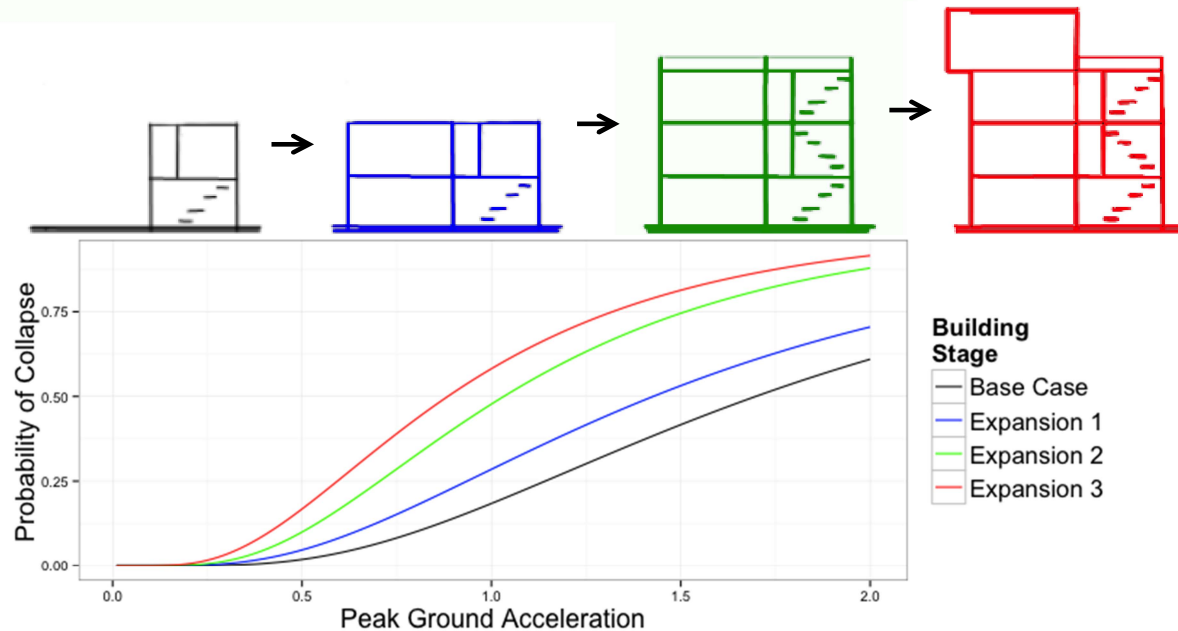 Probability of Collapse
0.75
0.50
0.25
0.00
0.0 0.5 1.0 1.5 2.0
Peak Ground Acceleration
Building
Stage
Base Case
Expansion 1
Expansion 2
Expansion 3